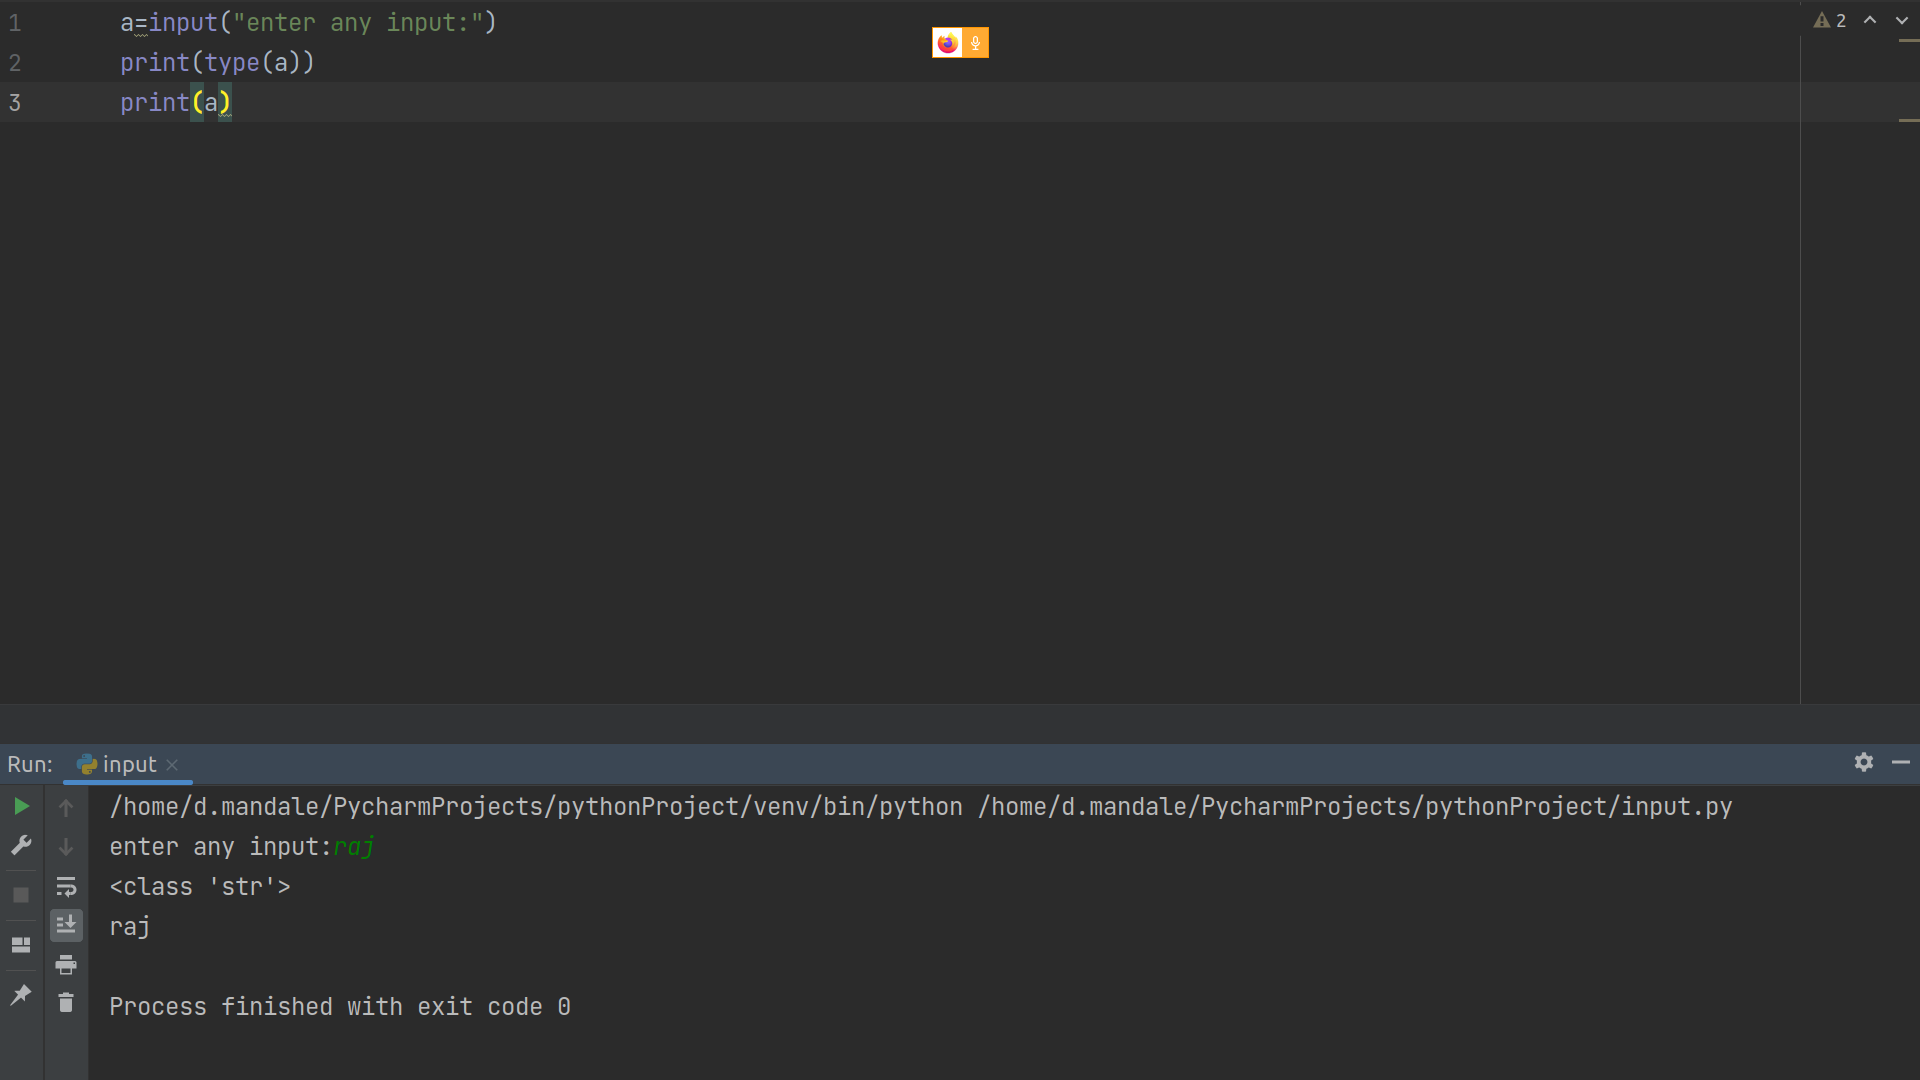 1 a=input("enter any input:")
2 print(type(a))
3 print(a)
2
Run: input
/home/d.mandale/PycharmProjects/pythonProject/venv/bin/python /home/d.mandale/PycharmProjects/pythonProject/input.py
enter any input:raj
<class 'str'>
raj
Process finished with exit code 0